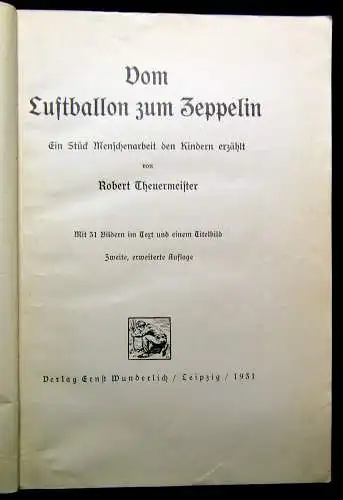 Vom
Luftballon zum Zeppelin
Ein Stück Menschenarbeit den Kindern erzählt
von
Robert Theuermeister
Mit 31 Bildern im Text und einem Titelbild
Zweite, erweiterte Auflage
Verlag Ernst Wunderlich / Leipzig / 1931